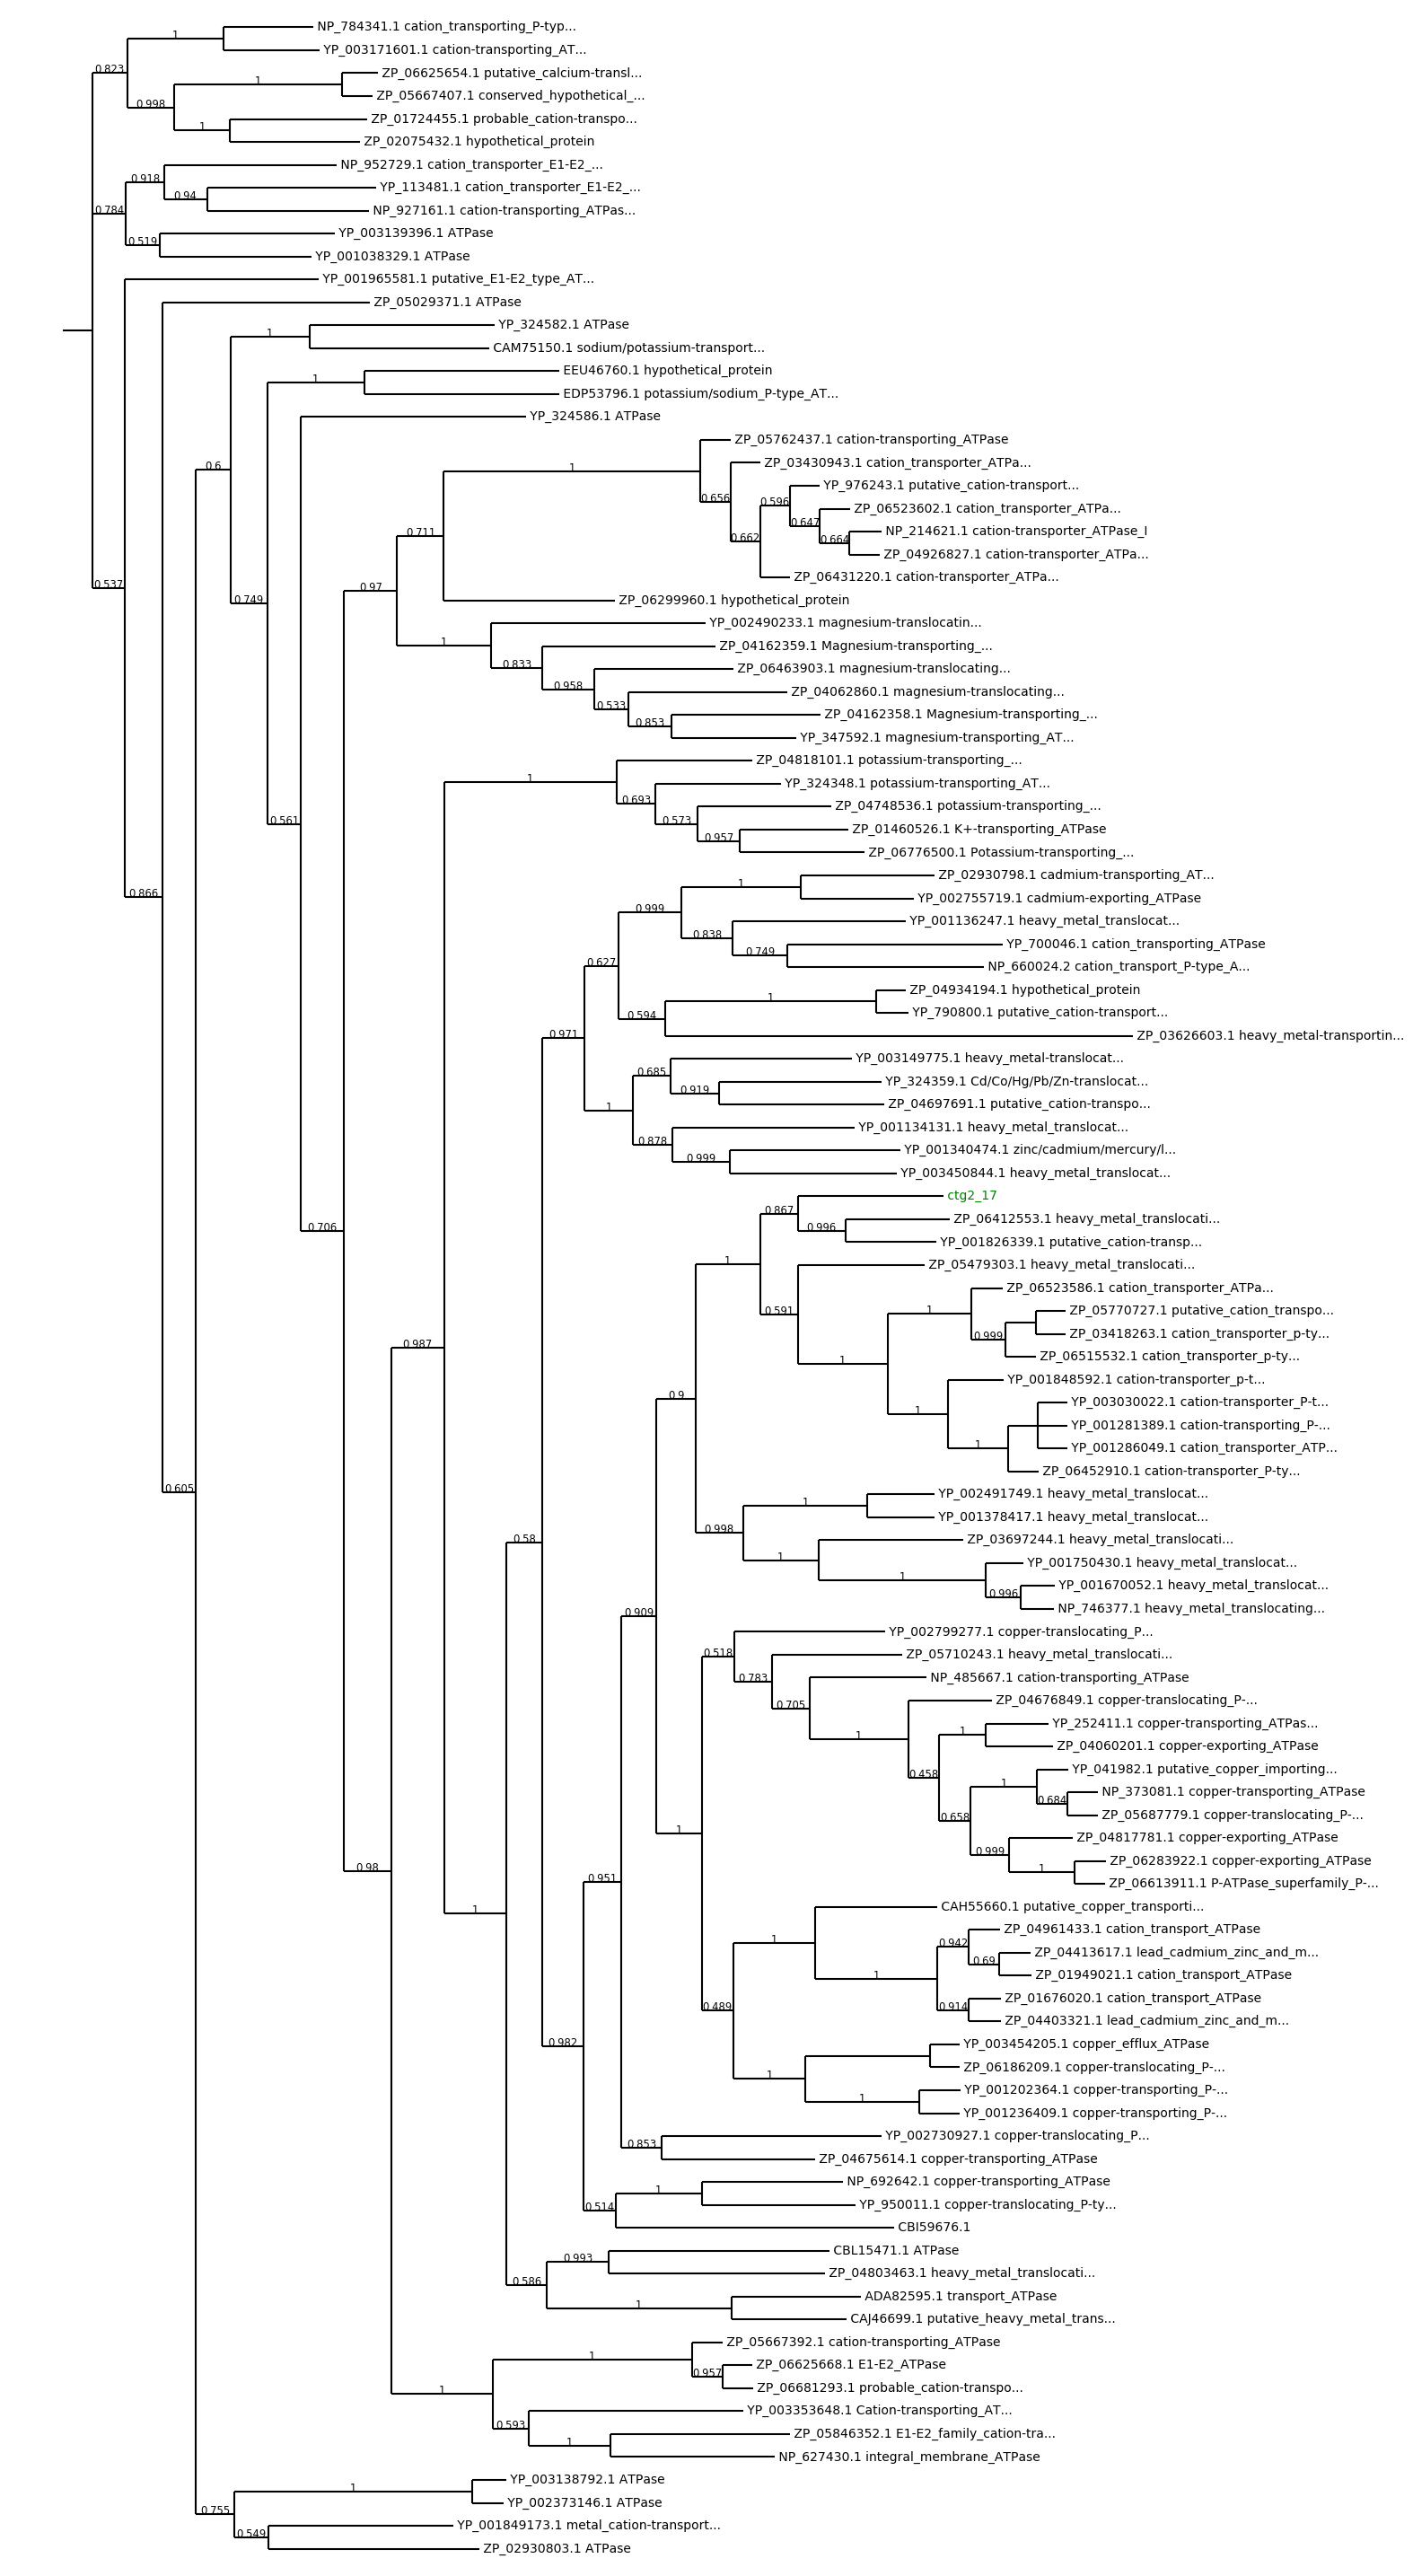 NP_784341.1 cation_transporting_P-typ...
1
YP_003171601.1 cation-transporting_AT...
0.823
ZP_06625654.1 putative_calcium-transl...
1
ZP_05667407.1 conserved_hypothetical_...
0.998
ZP_01724455.1 probable_cation-transpo...
1
ZP_02075432.1 hypothetical_protein
NP_952729.1 cation_transporter_E1-E2_...
0.918
YP_113481.1 cation_transporter_E1-E2_...
0.94
NP_927161.1 cation-transporting_ATPas...
0.784
YP_003139396.1 ATPase
0.519
YP_001038329.1 ATPase
YP_001965581.1 putative_E1-E2_type_AT...
ZP_05029371.1 ATPase
YP_324582.1 ATPase
1
CAM75150.1 sodium/potassium-transport...
EEU46760.1 hypothetical_protein
1
EDP53796.1 potassium/sodium_P-type_AT...
YP_324586.1 ATPase
ZP_05762437.1 cation-transporting_ATPase
0.6
1
ZP_03430943.1 cation_transporter_ATPa...
YP_976243.1 putative_cation-transport...
0.656
0.596
ZP_06523602.1 cation_transporter_ATPa...
0.647
NP_214621.1 cation-transporter_ATPase_I
0.711
0.662
0.664
ZP_04926827.1 cation-transporter_ATPa...
ZP_06431220.1 cation-transporter_ATPa...
0.537
0.97
ZP_06299960.1 hypothetical_protein
0.749
YP_002490233.1 magnesium-translocatin...
1
ZP_04162359.1 Magnesium-transporting_...
0.833
ZP_06463903.1 magnesium-translocating...
0.958
ZP_04062860.1 magnesium-translocating...
0.533
ZP_04162358.1 Magnesium-transporting_...
0.853
YP_347592.1 magnesium-transporting_AT...
ZP_04818101.1 potassium-transporting_...
1
YP_324348.1 potassium-transporting_AT...
0.693
ZP_04748536.1 potassium-transporting_...
0.561
0.573
ZP_01460526.1 K+-transporting_ATPase
0.957
ZP_06776500.1 Potassium-transporting_...
ZP_02930798.1 cadmium-transporting_AT...
1
0.866
YP_002755719.1 cadmium-exporting_ATPase
0.999
YP_001136247.1 heavy_metal_translocat...
0.838
YP_700046.1 cation_transporting_ATPase
0.749
0.627
NP_660024.2 cation_transport_P-type_A...
ZP_04934194.1 hypothetical_protein
1
YP_790800.1 putative_cation-transport...
0.594
0.971
ZP_03626603.1 heavy_metal-transportin...
YP_003149775.1 heavy_metal-translocat...
0.685
YP_324359.1 Cd/Co/Hg/Pb/Zn-translocat...
0.919
ZP_04697691.1 putative_cation-transpo...
1
YP_001134131.1 heavy_metal_translocat...
0.878
YP_001340474.1 zinc/cadmium/mercury/l...
0.999
YP_003450844.1 heavy_metal_translocat...
ctg2_17
0.867
ZP_06412553.1 heavy_metal_translocati...
0.706
0.996
YP_001826339.1 putative_cation-transp...
1
ZP_05479303.1 heavy_metal_translocati...
ZP_06523586.1 cation_transporter_ATPa...
0.591
1
ZP_05770727.1 putative_cation_transpo...
0.999
ZP_03418263.1 cation_transporter_p-ty...
0.987
ZP_06515532.1 cation_transporter_p-ty...
1
YP_001848592.1 cation-transporter_p-t...
0.9
YP_003030022.1 cation-transporter_P-t...
1
YP_001281389.1 cation-transporting_P-...
1
YP_001286049.1 cation_transporter_ATP...
ZP_06452910.1 cation-transporter_P-ty...
0.605
YP_002491749.1 heavy_metal_translocat...
1
YP_001378417.1 heavy_metal_translocat...
0.998
0.58
ZP_03697244.1 heavy_metal_translocati...
1
YP_001750430.1 heavy_metal_translocat...
1
YP_001670052.1 heavy_metal_translocat...
0.996
NP_746377.1 heavy_metal_translocating...
0.909
YP_002799277.1 copper-translocating_P...
0.518
ZP_05710243.1 heavy_metal_translocati...
0.783
NP_485667.1 cation-transporting_ATPase
0.705
ZP_04676849.1 copper-translocating_P-...
YP_252411.1 copper-transporting_ATPas...
1
1
ZP_04060201.1 copper-exporting_ATPase
0.458
YP_041982.1 putative_copper_importing...
1
NP_373081.1 copper-transporting_ATPase
0.684
ZP_05687779.1 copper-translocating_P-...
0.658
1
ZP_04817781.1 copper-exporting_ATPase
0.999
ZP_06283922.1 copper-exporting_ATPase
0.98
1
ZP_06613911.1 P-ATPase_superfamily_P-...
0.951
CAH55660.1 putative_copper_transporti...
1
ZP_04961433.1 cation_transport_ATPase
1
0.942
ZP_04413617.1 lead_cadmium_zinc_and_m...
0.69
ZP_01949021.1 cation_transport_ATPase
1
ZP_01676020.1 cation_transport_ATPase
0.489
0.914
ZP_04403321.1 lead_cadmium_zinc_and_m...
0.982
YP_003454205.1 copper_efflux_ATPase
ZP_06186209.1 copper-translocating_P-...
1
YP_001202364.1 copper-transporting_P-...
1
YP_001236409.1 copper-transporting_P-...
YP_002730927.1 copper-translocating_P...
0.853
ZP_04675614.1 copper-transporting_ATPase
NP_692642.1 copper-transporting_ATPase
1
YP_950011.1 copper-translocating_P-ty...
0.514
CBI59676.1
CBL15471.1 ATPase
0.993
ZP_04803463.1 heavy_metal_translocati...
0.586
ADA82595.1 transport_ATPase
1
CAJ46699.1 putative_heavy_metal_trans...
ZP_05667392.1 cation-transporting_ATPase
1
ZP_06625668.1 E1-E2_ATPase
0.957
ZP_06681293.1 probable_cation-transpo...
1
YP_003353648.1 Cation-transporting_AT...
0.593
ZP_05846352.1 E1-E2_family_cation-tra...
1
NP_627430.1 integral_membrane_ATPase
YP_003138792.1 ATPase
1
YP_002373146.1 ATPase
0.755
YP_001849173.1 metal_cation-transport...
0.549
ZP_02930803.1 ATPase